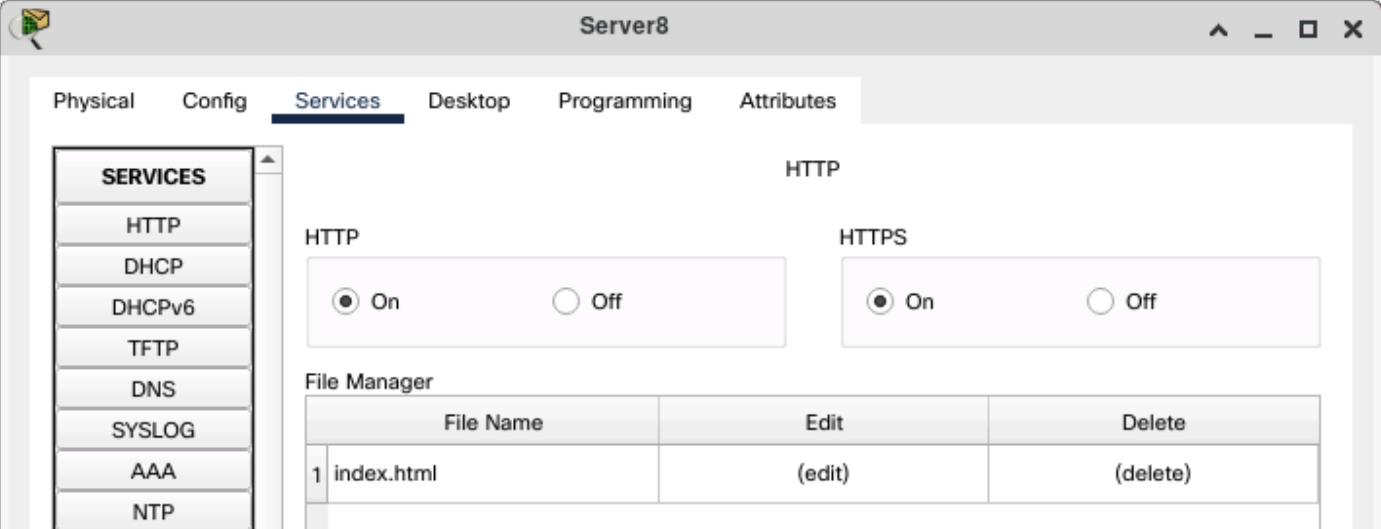 Server8
Physical Config Services Desktop Programming Attributes
SERVICES
HTTP
DHCP
DHCPv6
TFTP
DNS
SYSLOG
AAA
NTP
HTTP
HTTP HTTPS
On Off On Off
File Manager
File Name Edit Delete
1 index.html (edit) (delete)